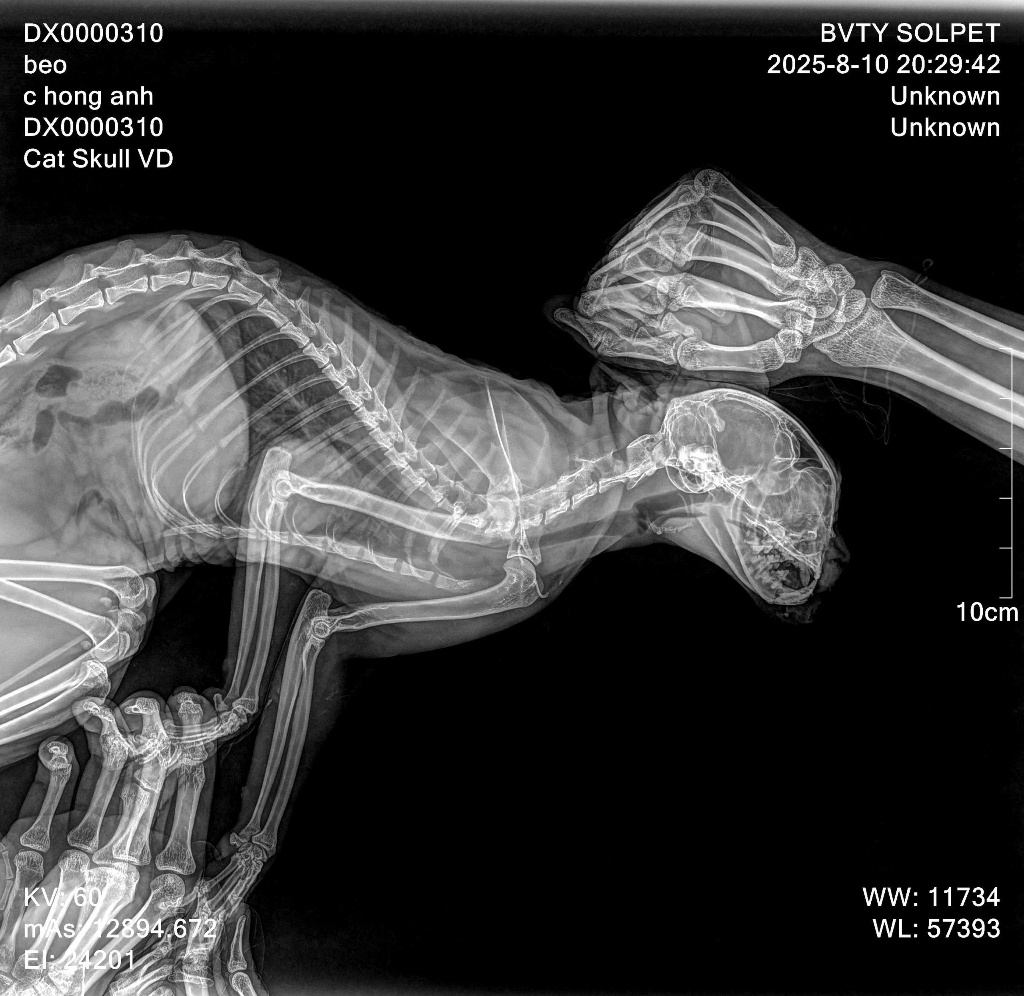 DX0000310
beo
c hong anh
DX0000310
Cat Skull VD
BVTY SOLPET
2025-8-10 20:29:42
Unknown
Unknown
10cm
KV: 60
mAs: 12894.672
EI: 24201
WW: 11734
WL: 57393